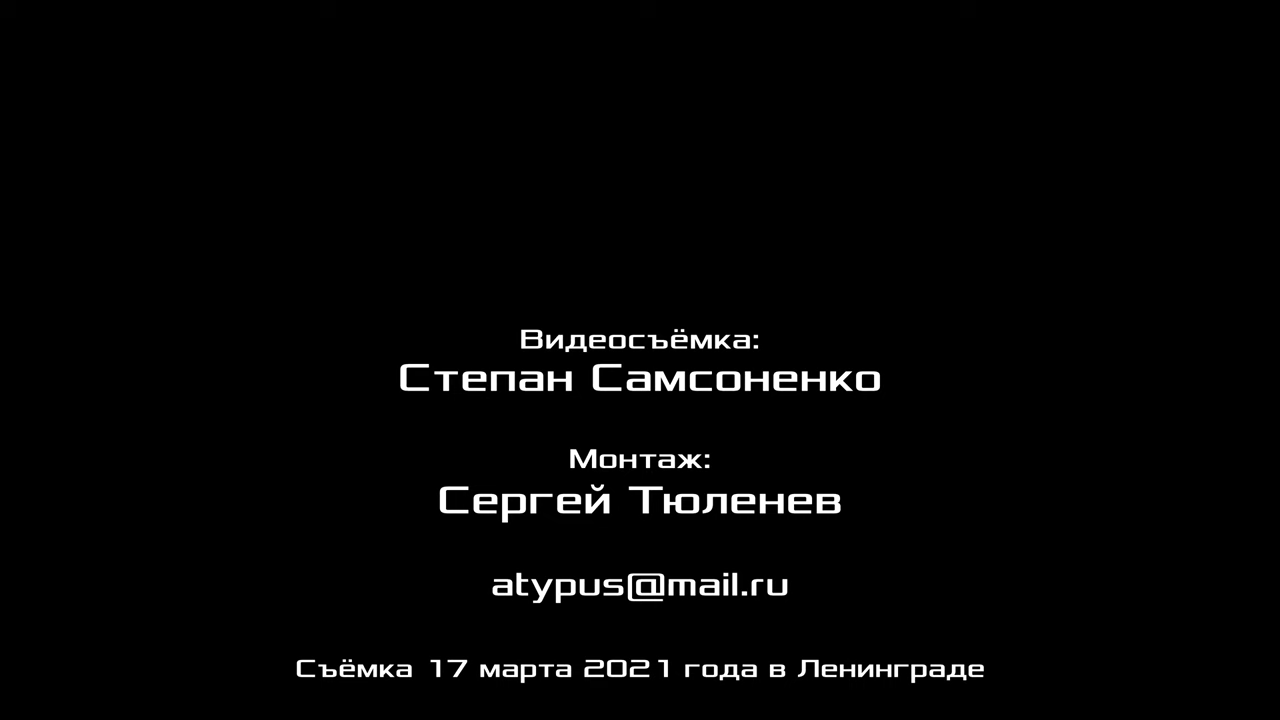 Видеосъёмка:
Степан Самсоненко
Монтаж:
Сергей Тюленев
atypus@mail.ru
Съёмка 17 марта 2021 года в Ленинграде